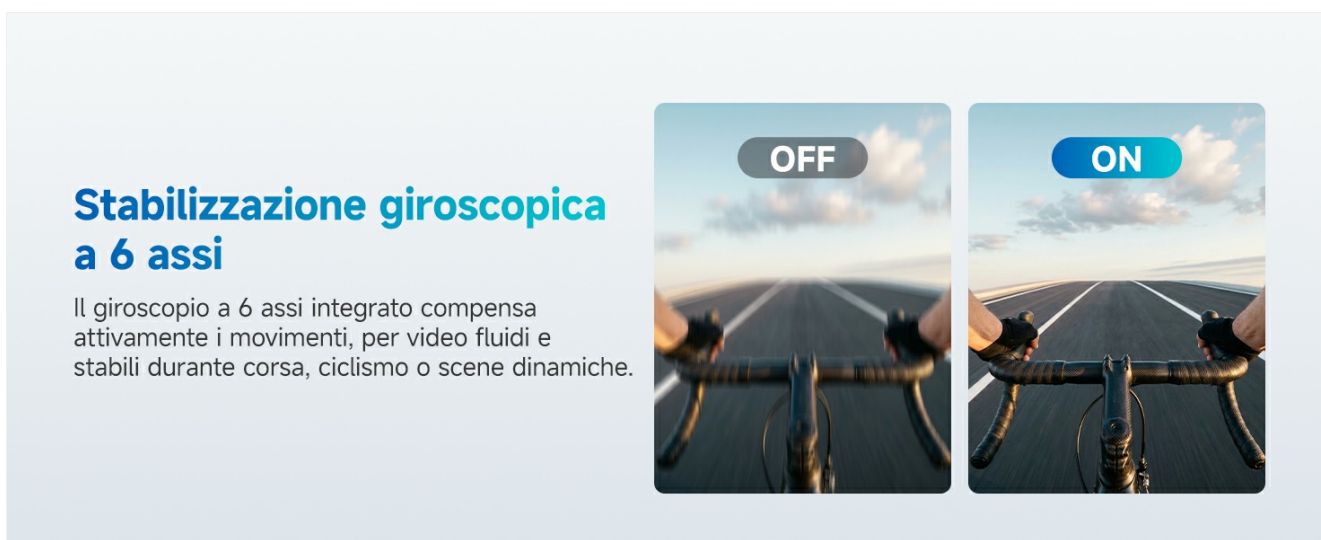 Stabilizzazione giroscopica
a 6 assi
Il giroscopio a 6 assi integrato compensa
attivamente i movimenti, per video fluidi e
stabili durante corsa, ciclismo o scene dinamiche.
OFF
ON